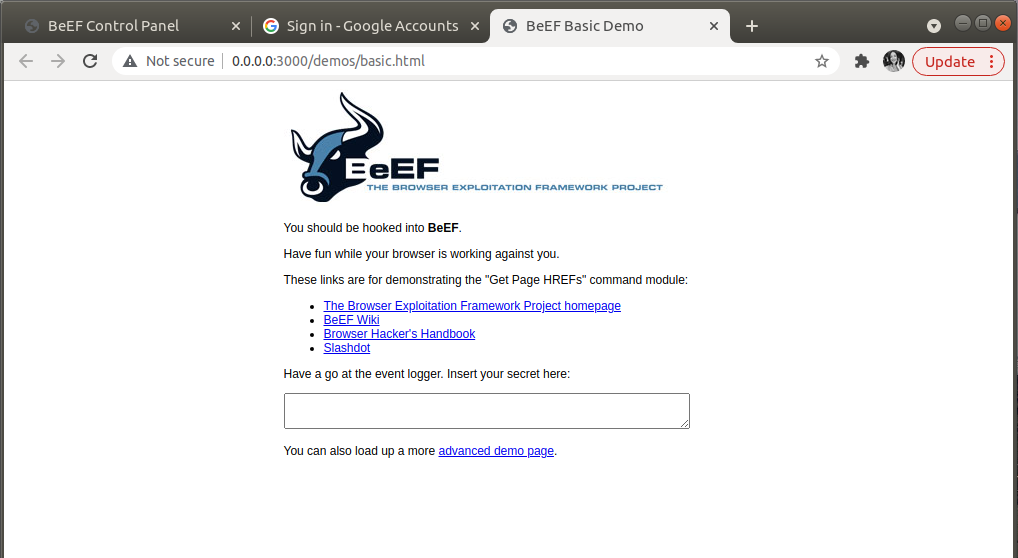 BeEF Control Panel
Sign in - Google Accounts
BeEF Basic Demo
Not secure
0.0.0.0:3000/demos/basic.html
Update
BeEF
THE BROWSER EXPLOITATION FRAMEWORK PROJECT
You should be hooked into BeEF.
Have fun while your browser is working against you.
These links are for demonstrating the "Get Page HREFs" command module:
The Browser Exploitation Framework Project homepage
BeEF Wiki
Browser Hacker's Handbook
Slashdot
Have a go at the event logger. Insert your secret here:
You can also load up a more advanced demo page.